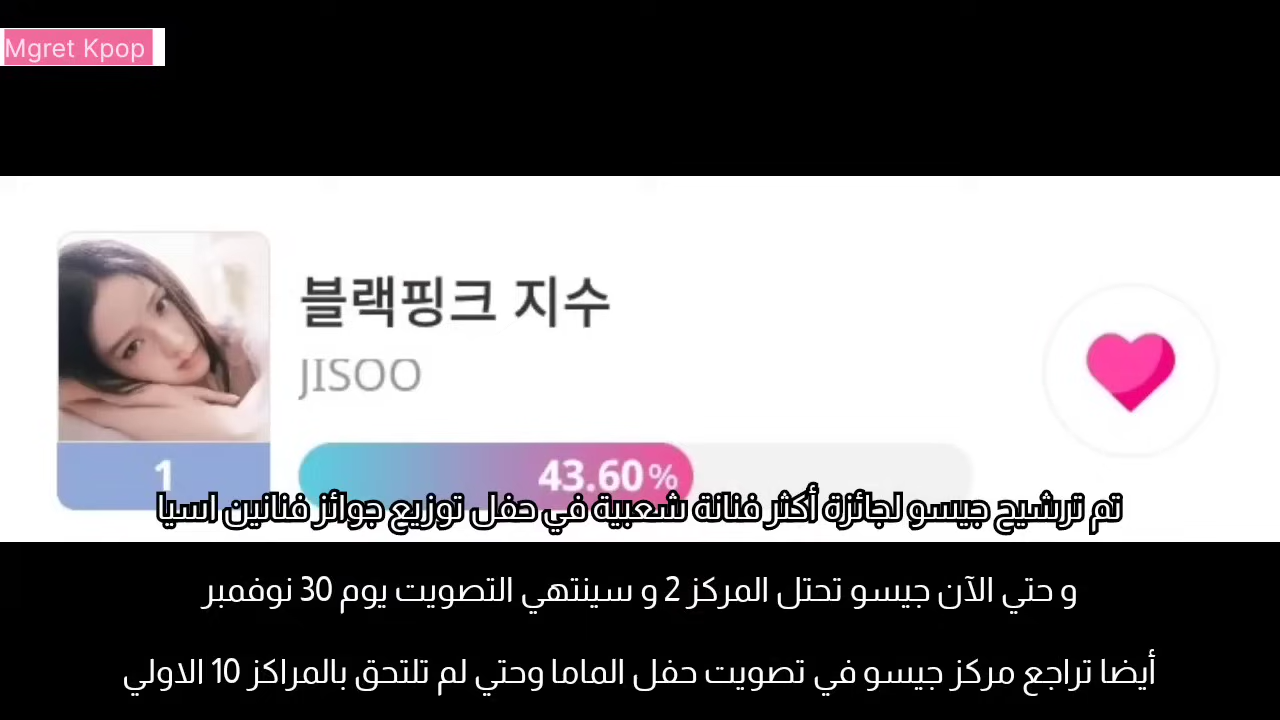 Mgret Kpop
블랙핑크 지수
JISOO
1
43.60%
تم ترشيح جيسو لجائزة أكثر فنانة شعبية في حفل توزيع جوائز فنانين اسيا
و حتي الآن جيسو تحتل المركز 2 و سينتهي التصويت يوم 30 نوفمبر
أيضا تراجع مركز جيسو في تصويت حفل الماما وحتي لم تلتحق بالمراكز 10 الاولي